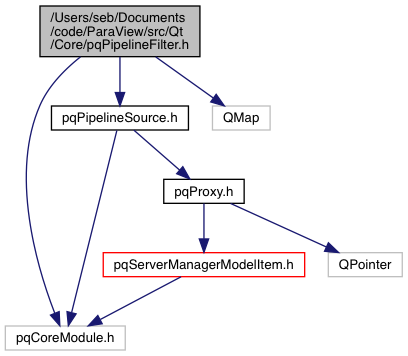 /Users/seb/Documents
/code/ParaView/src/Qt
/Core/pqPipelineFilter.h
pqPipelineSource.h
QMap
pqProxy.h
pqServerManagerModelItem.h
QPointer
pqCoreModule.h